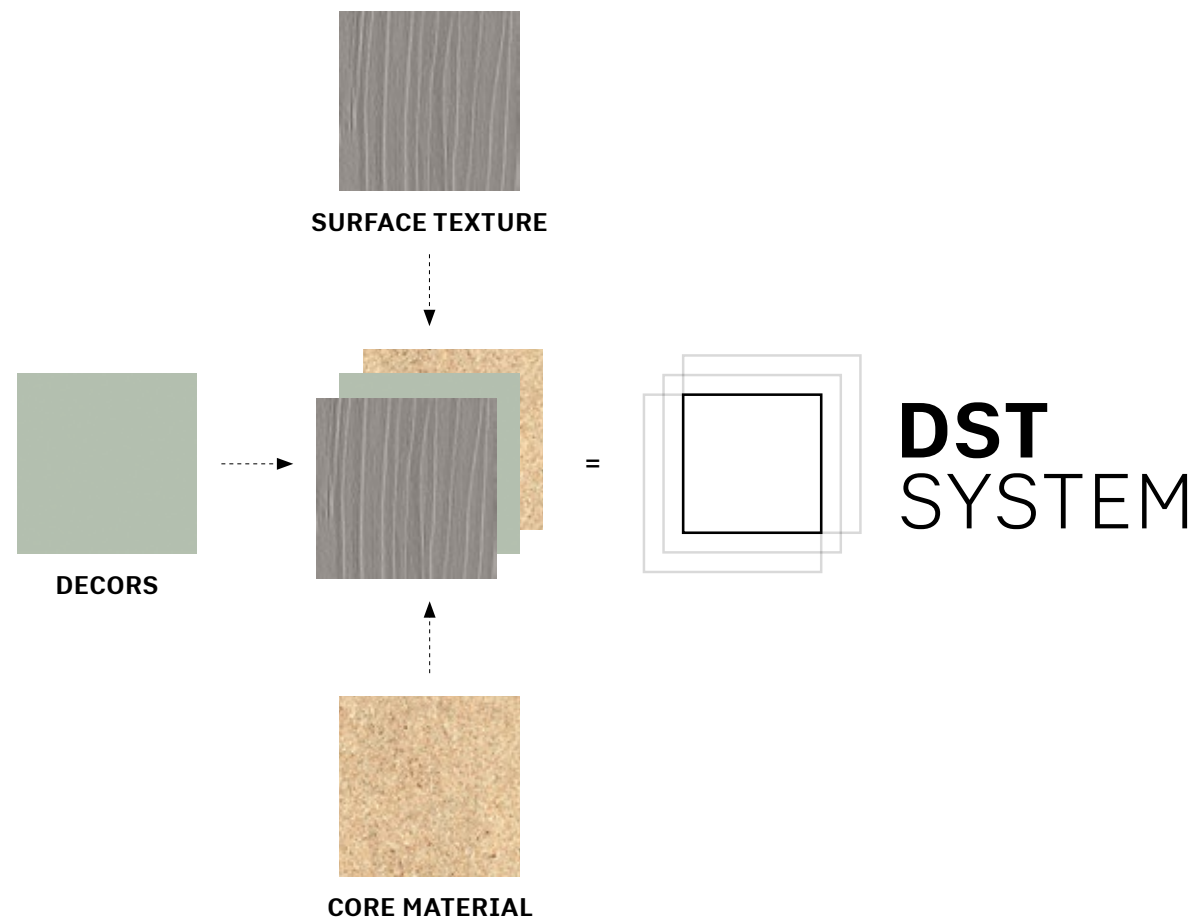 SURFACE TEXTURE
DECORS
=
DST
SYSTEM
CORE MATERIAL